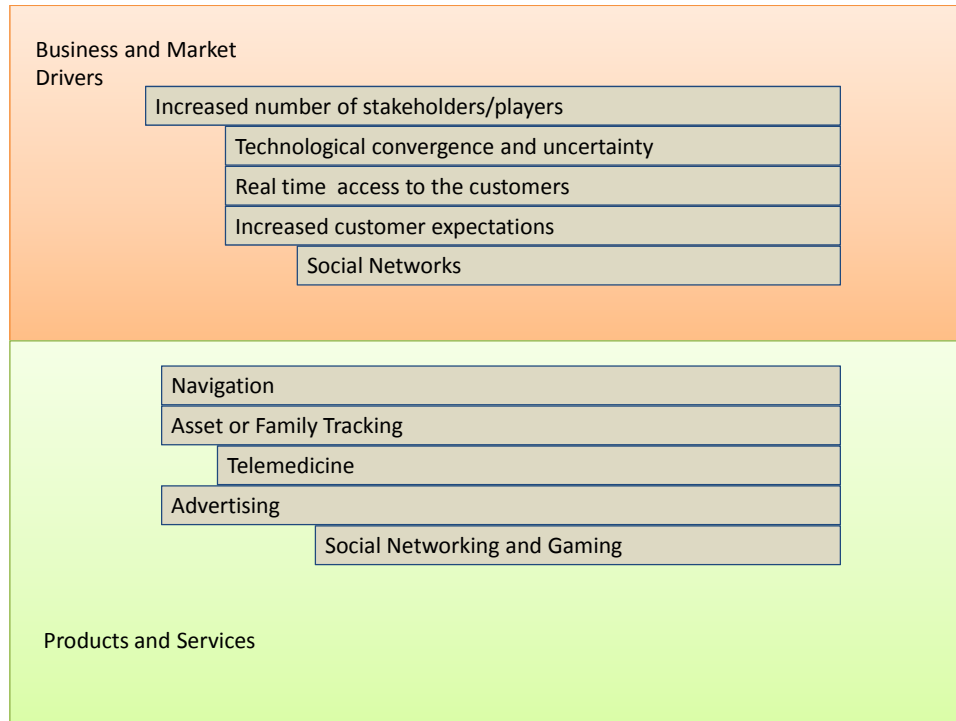 Business and Market
Drivers
Increased number of stakeholders/players
Technological convergence and uncertainty
Real time  access to the customers
Increased customer expectations
Social Networks
Navigation
Asset or Family Tracking
Telemedicine
Advertising
Social Networking and Gaming
Products and Services